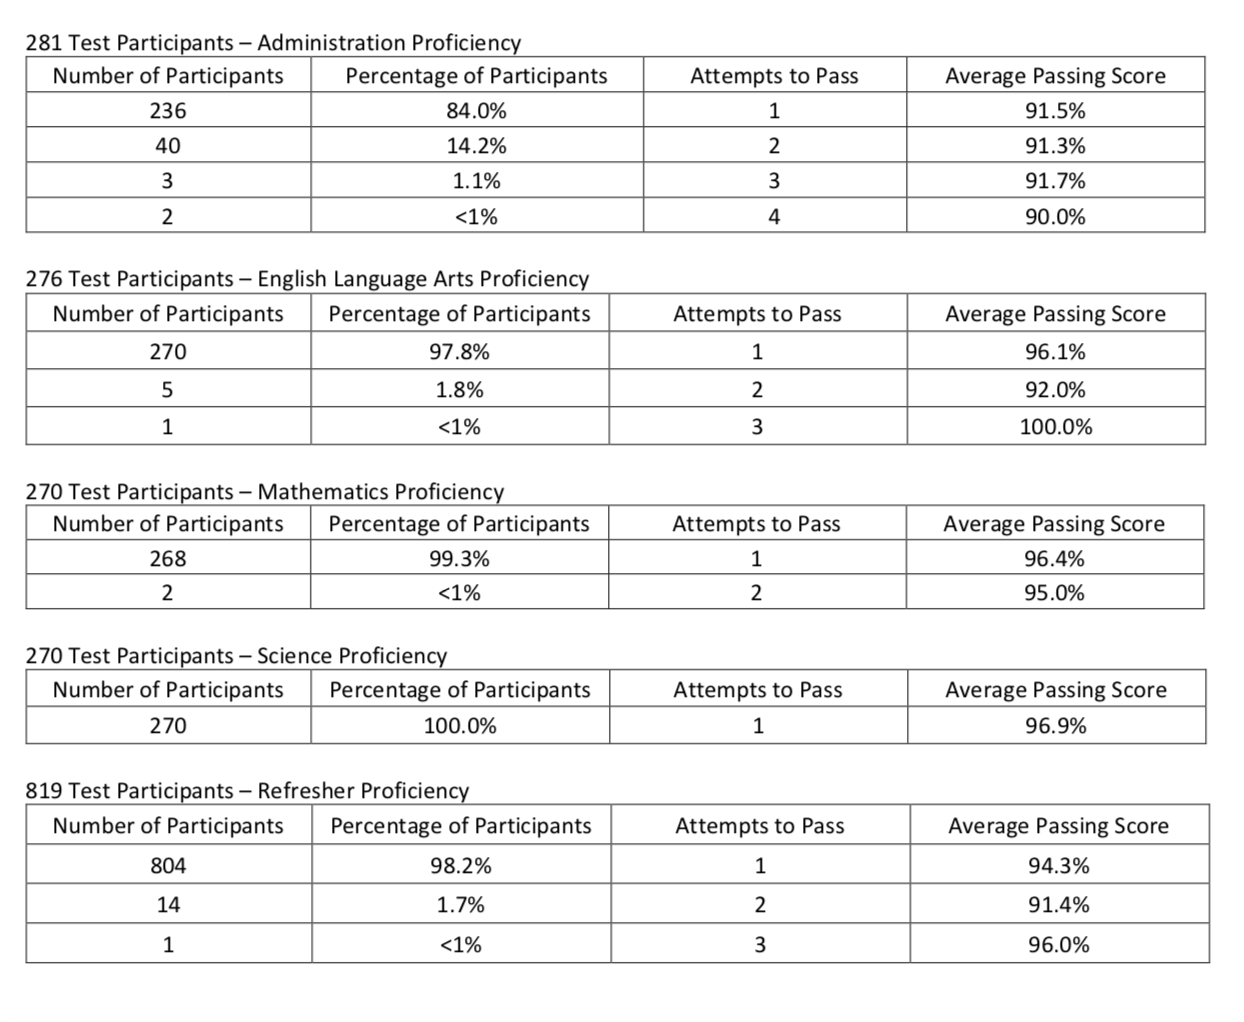 281 Test Participants – Administration Proficiency
Number of Participants Percentage of Participants Attempts to Pass Average Passing Score
236 84.0% 1 91.5%
40 14.2% 2 91.3%
3 1.1% 3 91.7%
2 <1% 4 90.0%
276 Test Participants – English Language Arts Proficiency
Number of Participants Percentage of Participants Attempts to Pass Average Passing Score
270 97.8% 1 96.1%
5 1.8% 2 92.0%
1 <1% 3 100.0%
270 Test Participants – Mathematics Proficiency
Number of Participants Percentage of Participants Attempts to Pass Average Passing Score
268 99.3% 1 96.4%
2 <1% 2 95.0%
270 Test Participants – Science Proficiency
Number of Participants Percentage of Participants Attempts to Pass Average Passing Score
270 100.0% 1 96.9%
819 Test Participants – Refresher Proficiency
Number of Participants Percentage of Participants Attempts to Pass Average Passing Score
804 98.2% 1 94.3%
14 1.7% 2 91.4%
1 <1% 3 96.0%